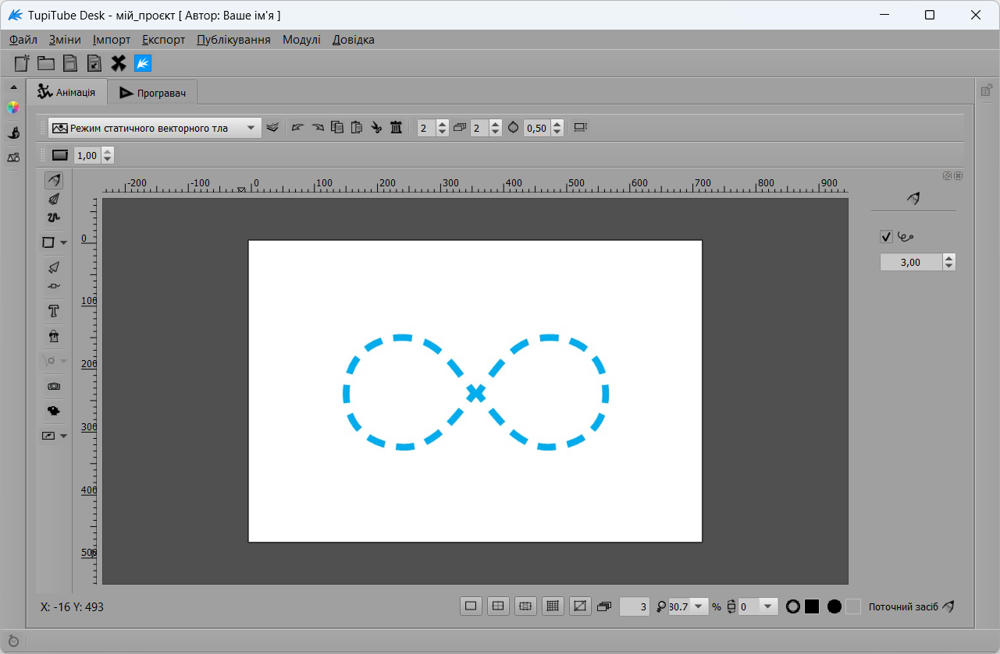 TupiTube Desk - мій_проєкт [ Автор: Ваше ім'я ]
Файл Зміни Імпорт Експорт Публікування Модулі Довідка
Анімація Програвач
Режим статичного векторного тла 2 2 0,50
1,00
-200 -100 0 100 200 300 400 500 600 700 800 900
3,00
0
100
200
300
400
500
X: -16 Y: 493 3 80.7 % 0 Поточний засіб